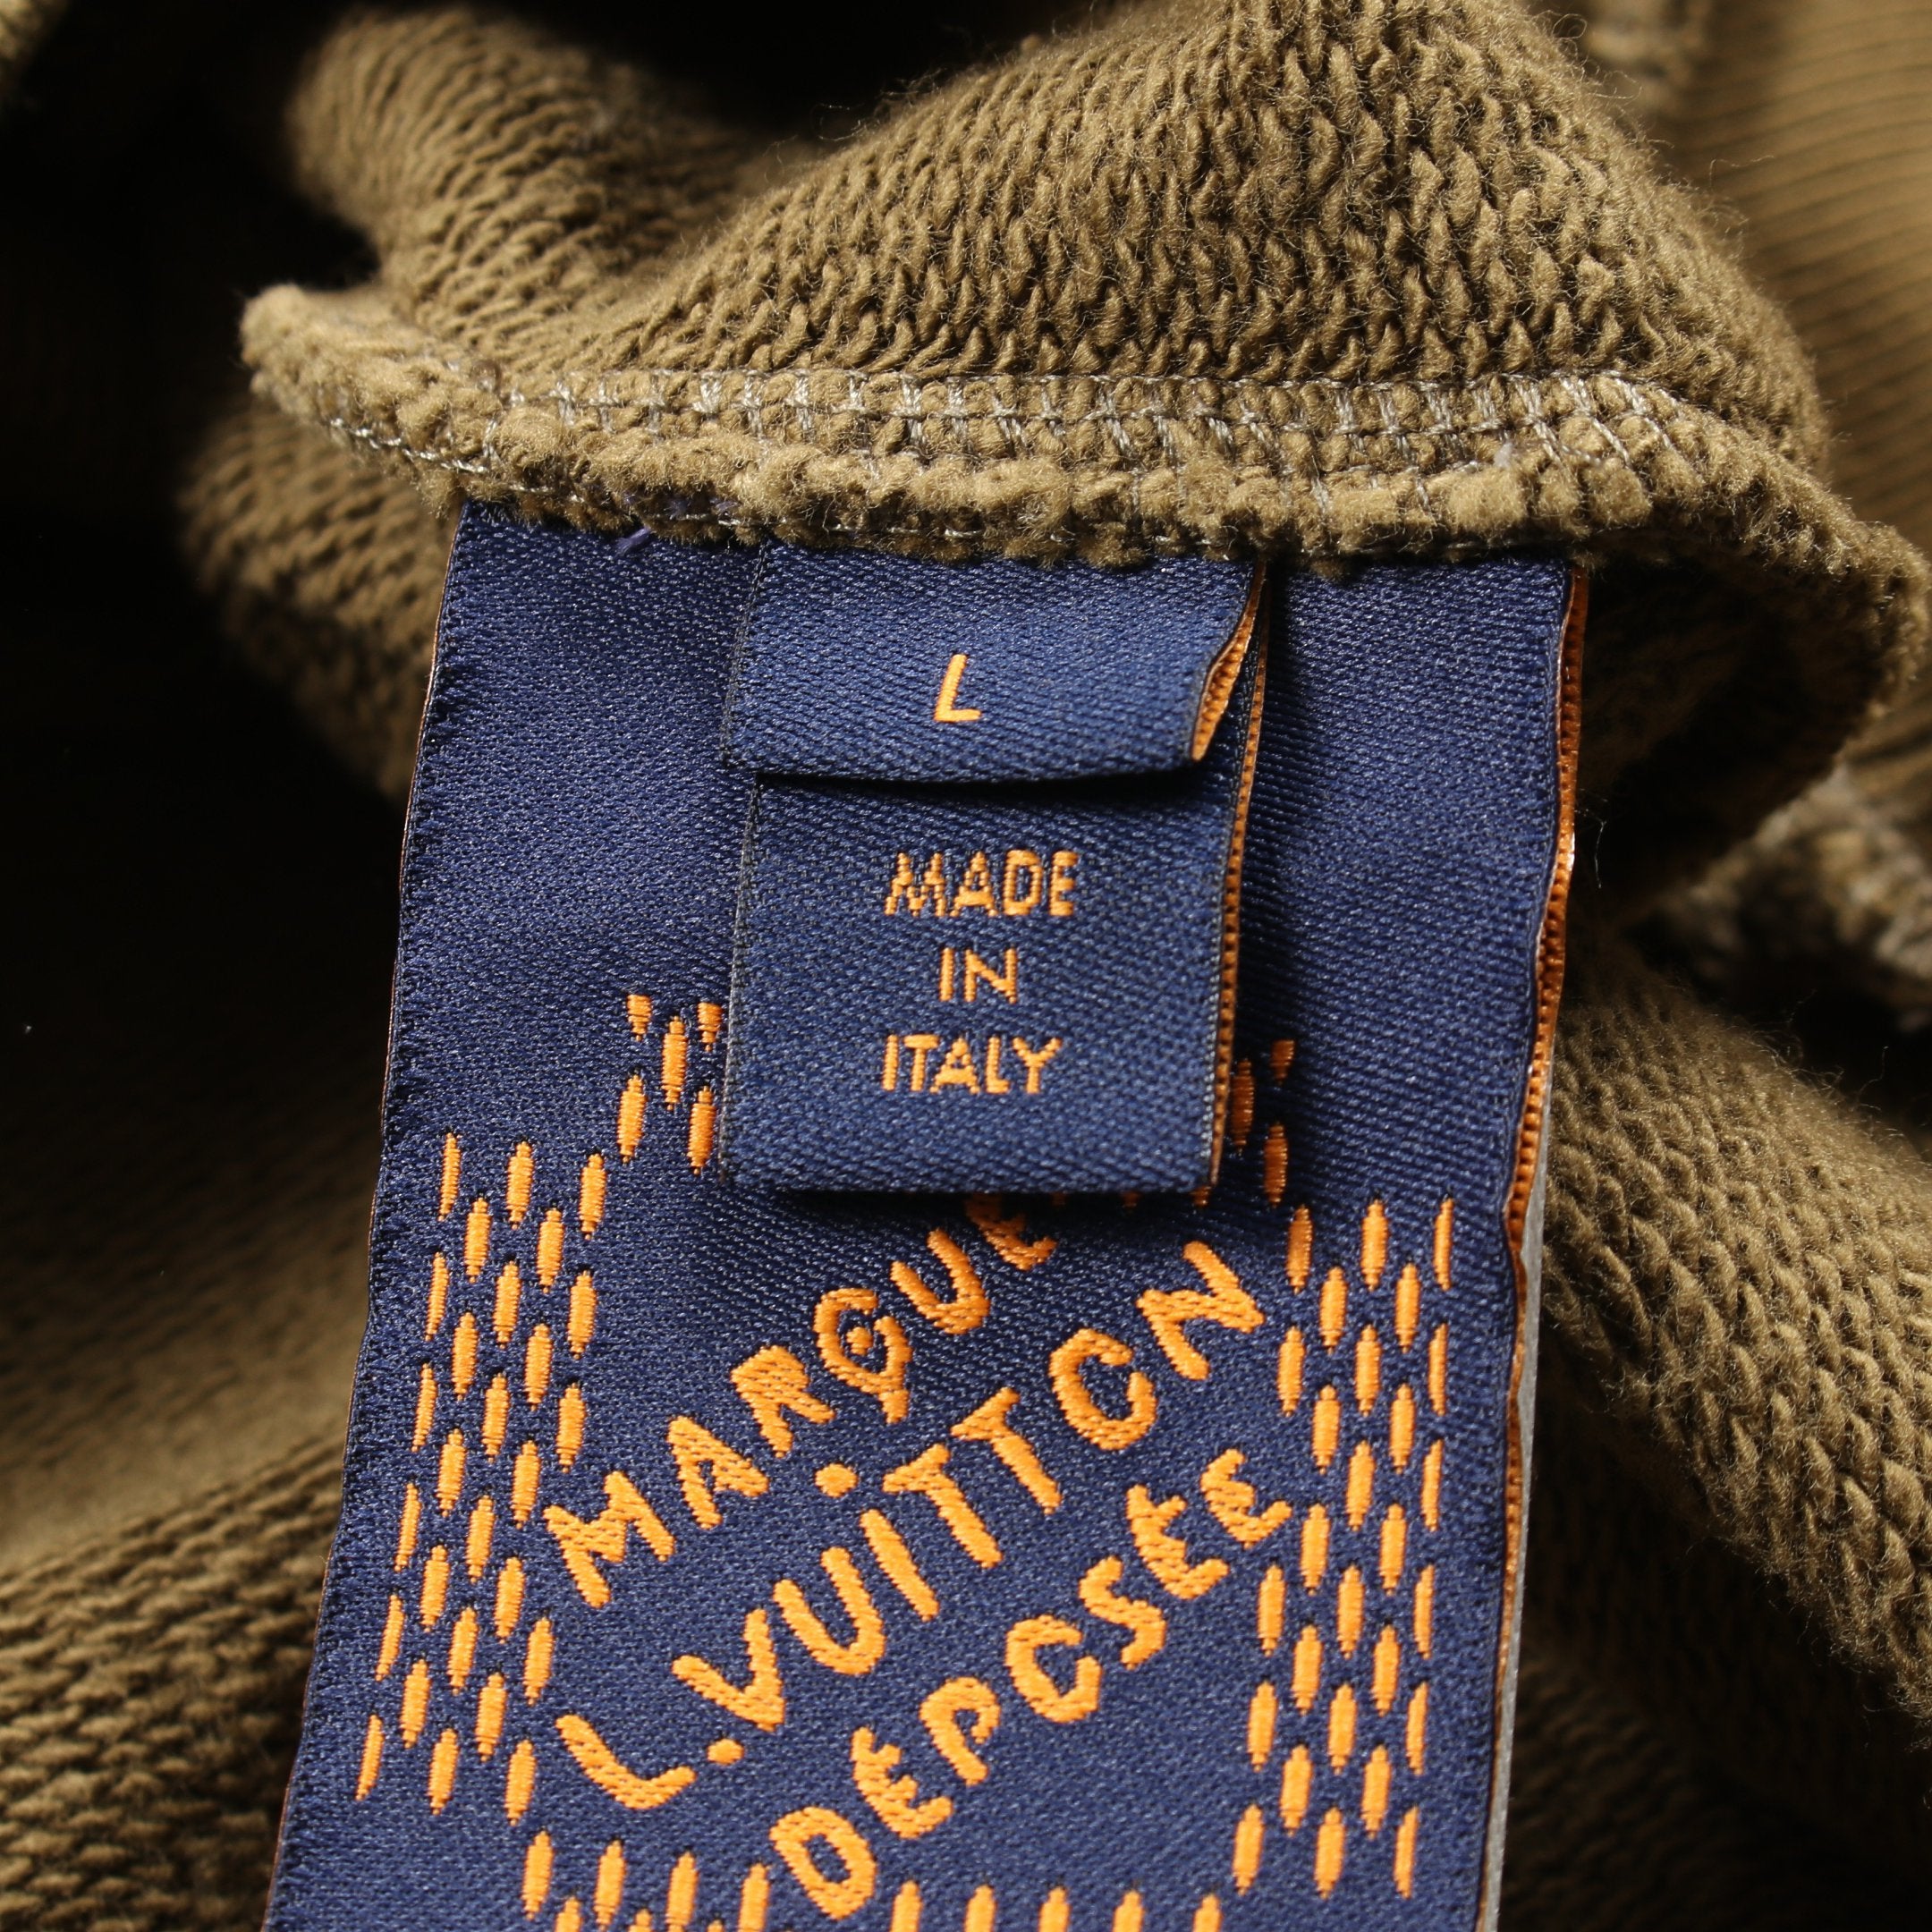 L
MADE
IN
ITALY
MARQUE
L.VUITTON
DEPOSEE